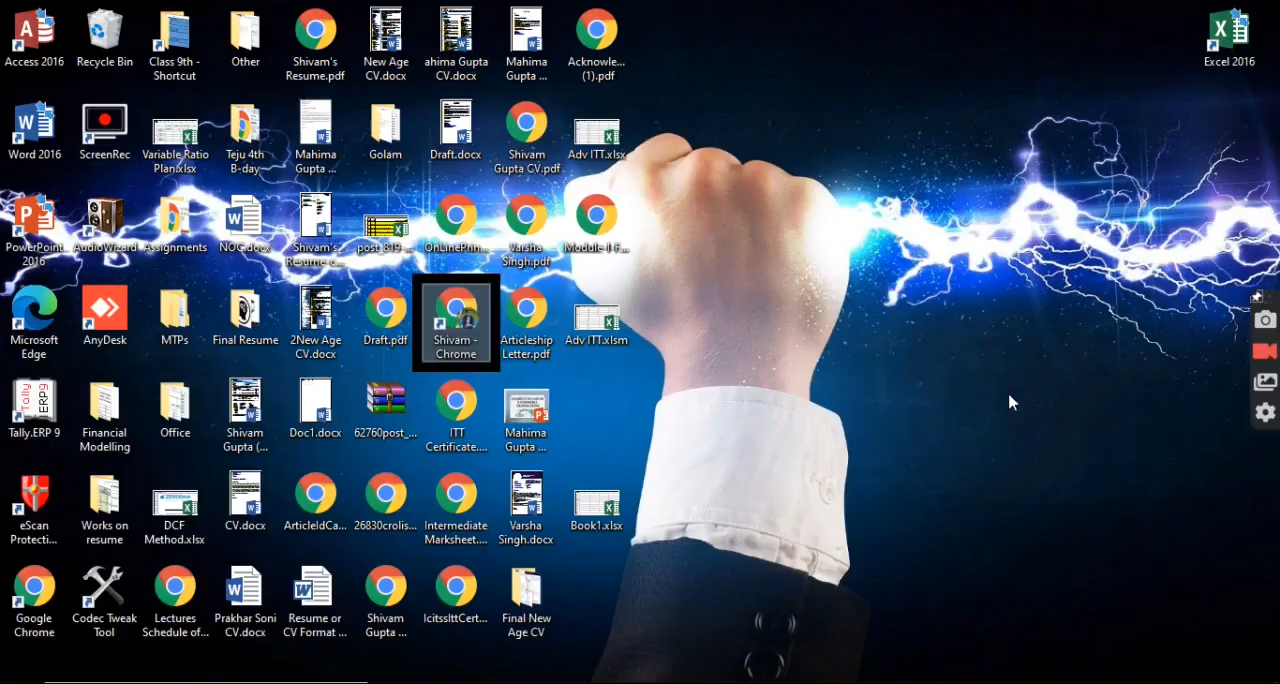 Access 2016
Recycle Bin
Class 9th -
Shortcut
Other
Shivam's
Resume.pdf
New Age
CV.docx
ahima Gupta
CV.docx
Mahima
Gupta ...
Acknowle...
(1).pdf
Excel 2016
Word 2016
ScreenRec
Variable Ratio
Plan.xlsx
Teju 4th
B-day
Mahima
Gupta ...
Golam
Draft.docx
Shivam
Gupta CV.pdf
Adv ITT.xlsx
PowerPoint
2016
AudioWizard
Assignments
NOC.docx
Shivam's
Resume-c...
post_819-...
OnLinePrin...
Varsha
Singh.pdf
Module-1 F...
Microsoft
Edge
AnyDesk
MTPs
Final Resume
2New Age
CV.docx
Draft.pdf
Shivam -
Chrome
Articleship
Letter.pdf
Adv ITT.xlsm
Tally.ERP 9
Financial
Modelling
Office
Shivam
Gupta (...
Doc1.docx
62760post_...
ITT
Certificate....
Mahima
Gupta ...
eScan
Protecti...
Works on
resume
DCF
Method.xlsx
CV.docx
ArticleIdCa...
26830crolis...
Intermediate
Marksheet....
Varsha
Singh.docx
Book1.xlsx
Google
Chrome
Codec Tweak
Tool
Lectures
Schedule of...
Prakhar Soni
CV.docx
Resume or
CV Format ...
Shivam
Gupta ...
IcitssIttCert...
Final New
Age CV